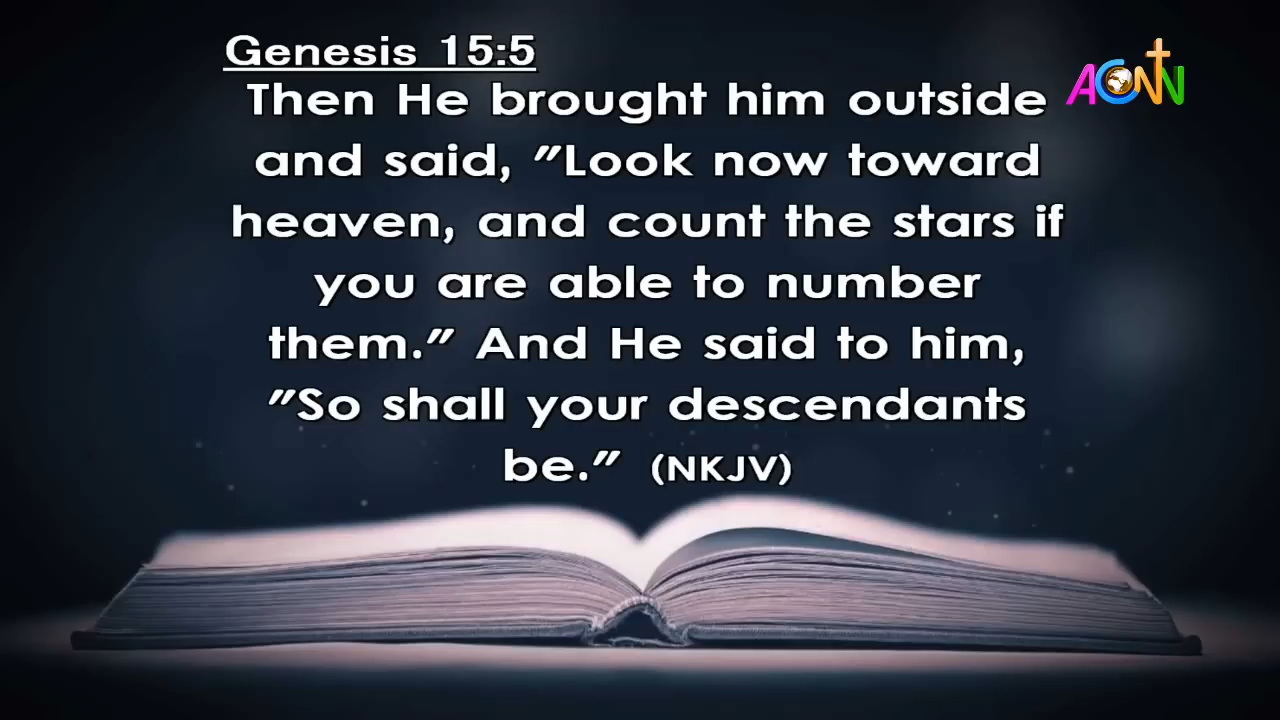 Genesis 15:5
Then He brought him outside
and said, "Look now toward
heaven, and count the stars if
you are able to number
them." And He said to him,
"So shall your descendants
be." (NKJV)
ACNN